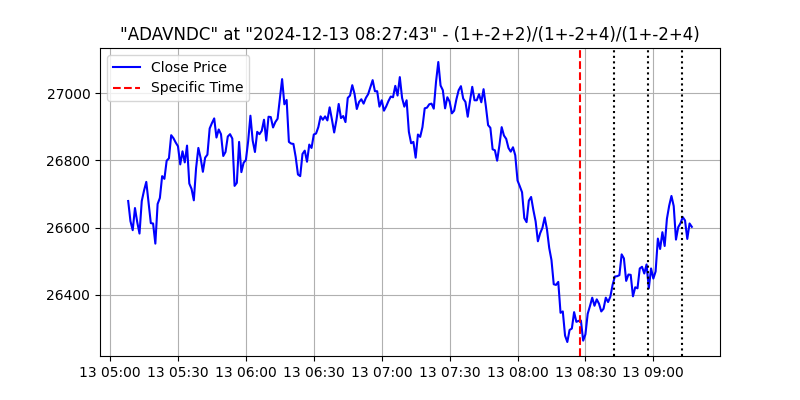 "ADAVNDC" at "2024-12-13 08:27:43" - (1+-2+2)/(1+-2+4)/(1+-2+4)
Close Price
Specific Time
27000
26800
26600
26400
13 05:00 13 05:30 13 06:00 13 06:30 13 07:00 13 07:30 13 08:00 13 08:30 13 09:00